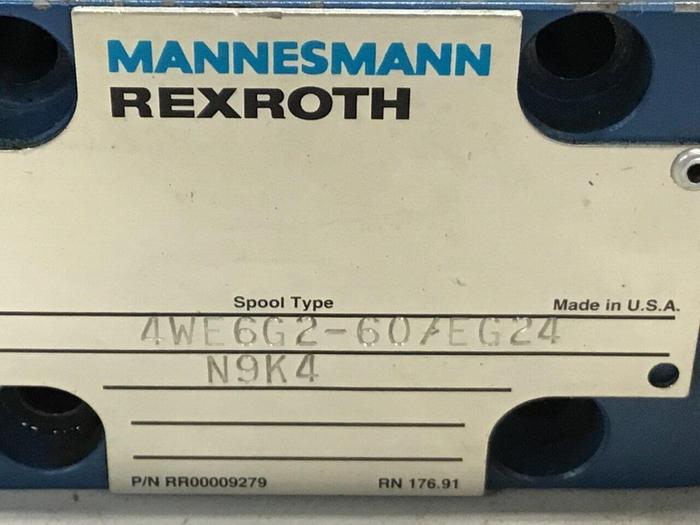 MANNESMANN
REXROTH
Spool Type Made in U.S.A.
4WE6G2-60/EG24
N9K4
P/N RR00009279 RN 176.91